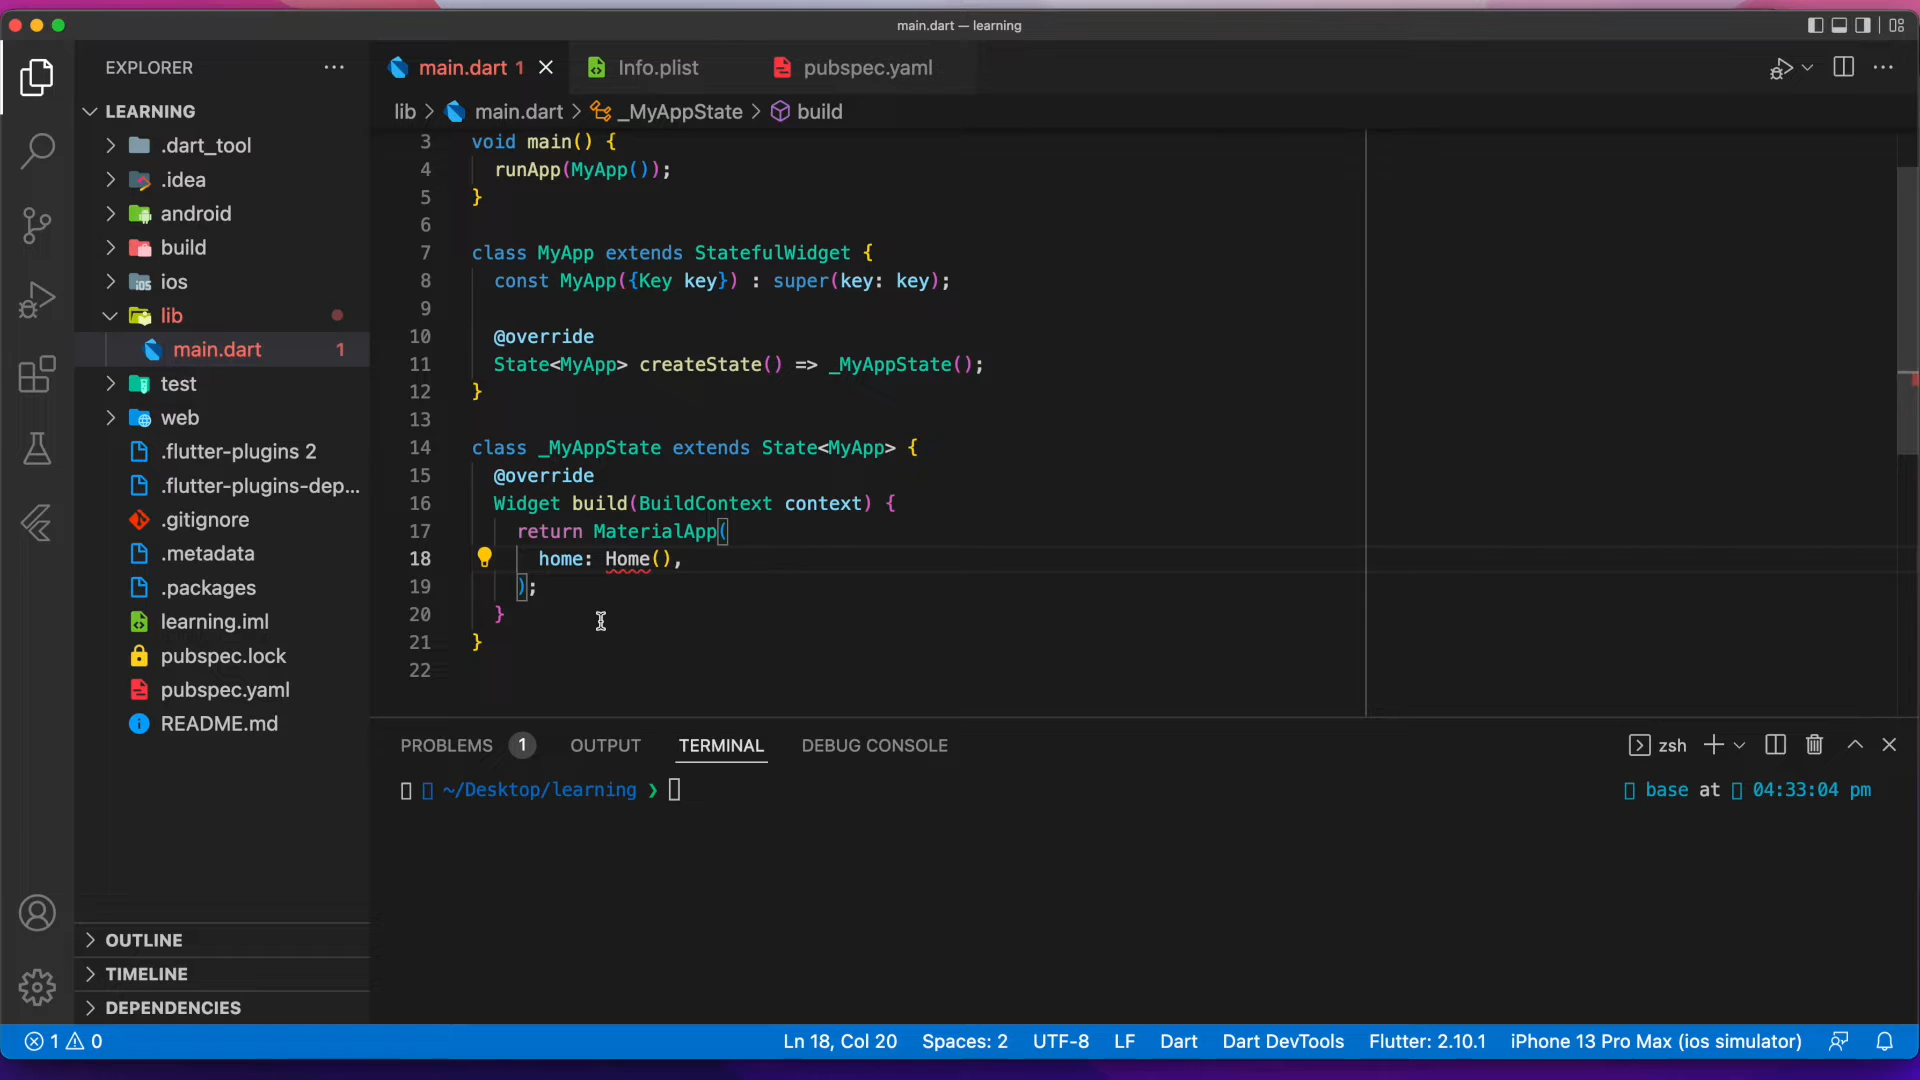 main.dart — learning
EXPLORER
LEARNING
.dart_tool
.idea
android
build
ios
lib
main.dart 1
test
web
.flutter-plugins 2
.flutter-plugins-dep...
.gitignore
.metadata
.packages
learning.iml
pubspec.lock
pubspec.yaml
README.md
OUTLINE
TIMELINE
DEPENDENCIES
main.dart 1
Info.plist
pubspec.yaml
lib > main.dart > _MyAppState > build
3 void main() {
4 runApp(MyApp());
5 }
6
7 class MyApp extends StatefulWidget {
8 const MyApp({Key key}) : super(key: key);
9
10 @override
11 State<MyApp> createState() => _MyAppState();
12 }
13
14 class _MyAppState extends State<MyApp> {
15 @override
16 Widget build(BuildContext context) {
17 return MaterialApp(
18 home: Home(),
19 );
20 }
21 }
22
PROBLEMS 1 OUTPUT TERMINAL DEBUG CONSOLE
zsh
~/Desktop/learning ❯
base at 04:33:04 pm
1 0
Ln 18, Col 20 Spaces: 2 UTF-8 LF Dart Dart DevTools Flutter: 2.10.1 iPhone 13 Pro Max (ios simulator)